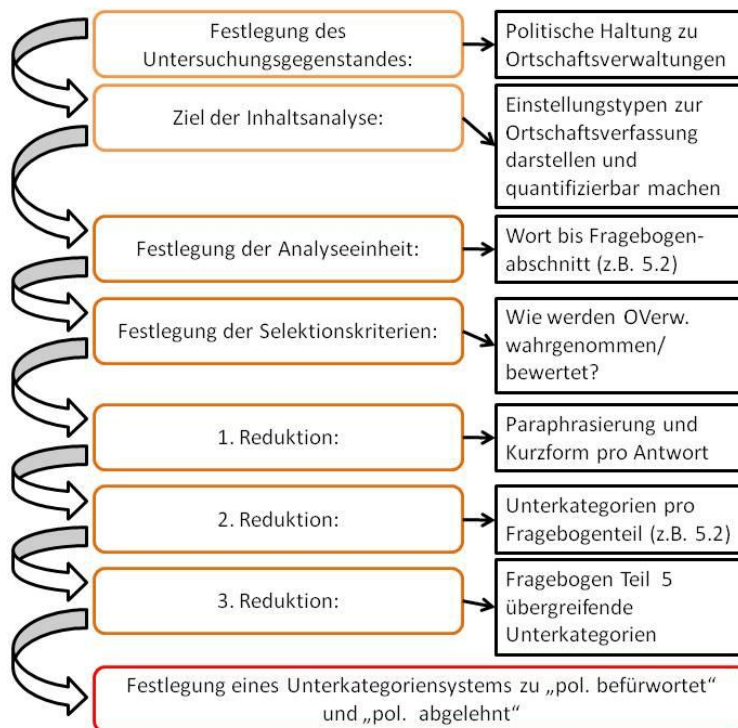 Festlegung des
Untersuchungsgegenstandes:
Politische Haltung zu
Ortschaftsverwaltungen
Ziel der Inhaltsanalyse:
Einstellungstypen zur
Ortschaftsverfassung
darstellen und
quantifizierbar machen
Festlegung der Analyseeinheit:
Wort bis Fragebogen-
abschnitt (z.B. 5.2)
Festlegung der Selektionskriterien:
Wie werden OVerw.
wahrgenommen/
bewertet?
1. Reduktion:
Paraphrasierung und
Kurzform pro Antwort
2. Reduktion:
Unterkategorien pro
Fragebogenteil (z.B. 5.2)
3. Reduktion:
Fragebogen Teil 5
übergreifende
Unterkategorien
Festlegung eines Unterkategoriensystems zu „pol. befürwortet“
und „pol. abgelehnt“